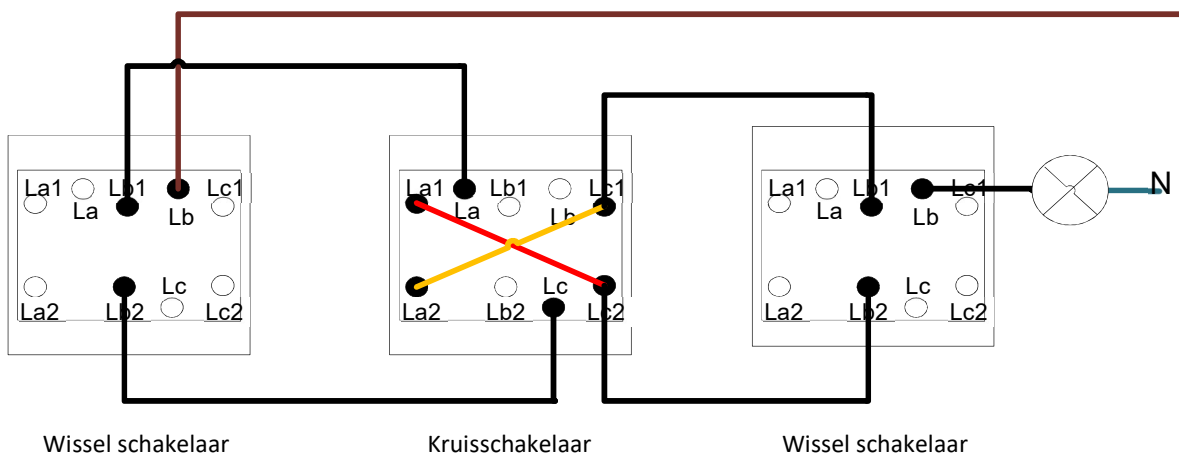 La1 Lb1 Lc1
La Lb
Lc
La2 Lb2 Lc2
La1 Lb1 Lc1
La Lb
Lc
La2 Lb2 Lc2
La1 Lb1 Lc1
La Lb
Lc
La2 Lb2 Lc2
N
Wissel schakelaar
Kruisschakelaar
Wissel schakelaar